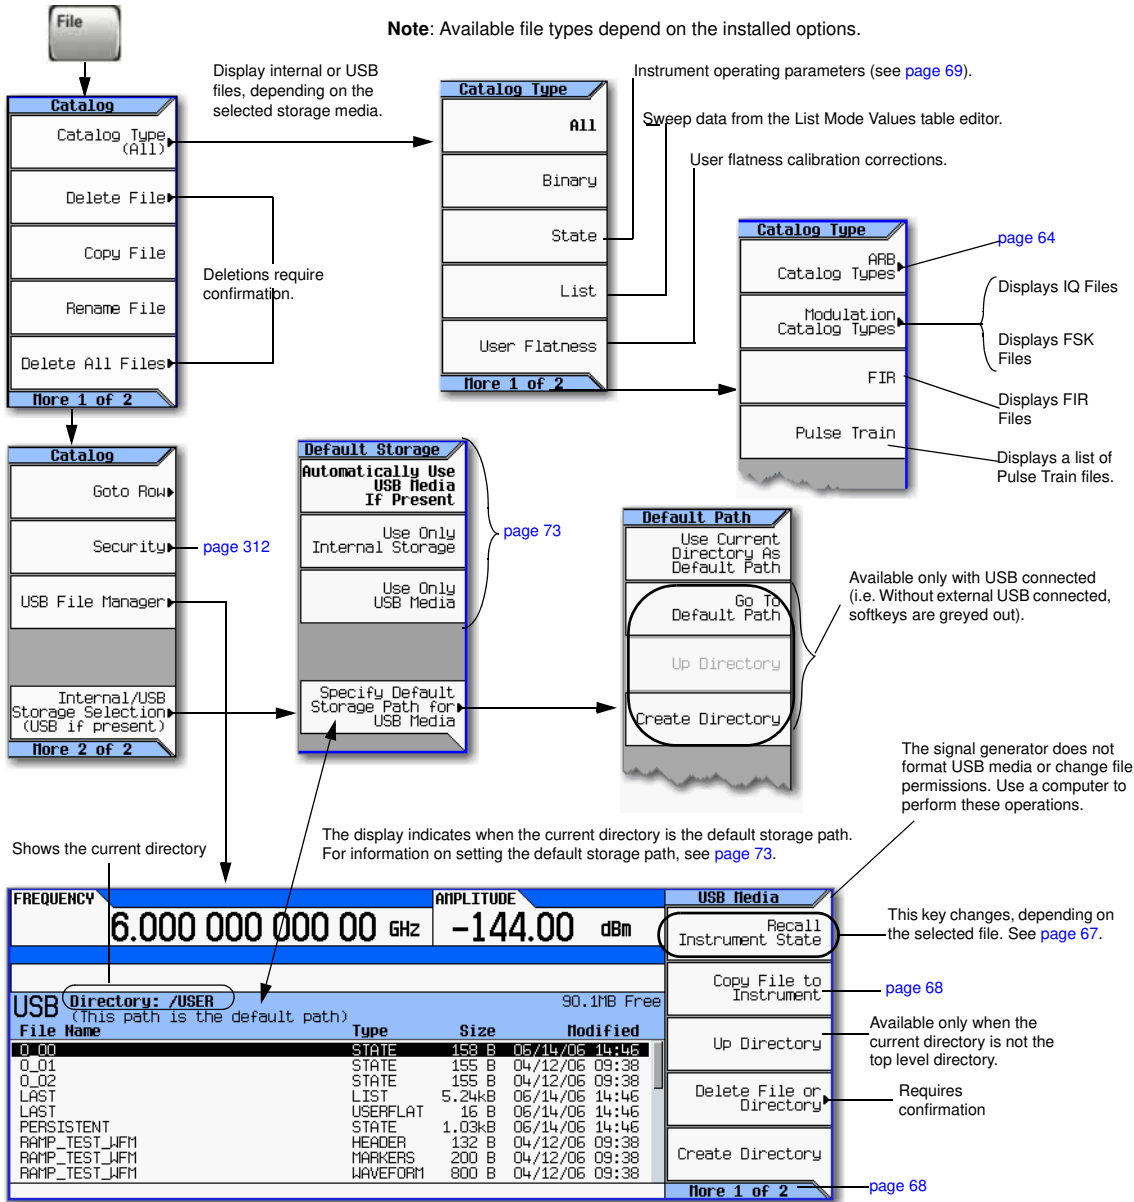 File
Note: Available file types depend on the installed options.
Display internal or USB
files, depending on the
selected storage media.
Instrument operating parameters (see page 69).
Sweep data from the List Mode Values table editor.
User flatness calibration corrections.
Catalog
Catalog Type
(All)
Delete File
Copy File
Rename File
Delete All Files
More 1 of 2
Deletions require
confirmation.
Catalog Type
All
Binary
State
List
User Flatness
More 1 of 2
Catalog Type
ARB
Catalog Types
Modulation
Catalog Types
FIR
Pulse Train
page 64
Displays IQ Files
Displays FSK
Files
Displays FIR
Files
Displays a list of
Pulse Train files.
Catalog
Goto Row
Security
USB File Manager
Internal/USB
Storage Selection
(USB if present)
More 2 of 2
page 312
Default Storage
Automatically Use
USB Media
If Present
Use Only
Internal Storage
Use Only
USB Media
Specify Default
Storage Path for
USB Media
page 73
Default Path
Use Current
Directory As
Default Path
Go To
Default Path
Up Directory
Create Directory
Available only with USB connected
(i.e. Without external USB connected,
softkeys are greyed out).
The signal generator does not
format USB media or change file
permissions. Use a computer to
perform these operations.
Shows the current directory
The display indicates when the current directory is the default storage path.
For information on setting the default storage path, see page 73.
FREQUENCY
6.000 000 000 00 GHz
AMPLITUDE
-144.00 dBm
USB Directory: /USER
90.1MB Free
(This path is the default path)
File Name Type Size Modified
0_00 STATE 158 B 06/14/06 14:46
0_01 STATE 155 B 04/12/06 09:38
0_02 STATE 155 B 04/12/06 09:38
LAST LIST 5.24kB 06/14/06 14:46
LAST USERFLAT 16 B 06/14/06 14:46
PERSISTENT STATE 1.03kB 06/14/06 14:46
RAMP_TEST_WFM HEADER 132 B 04/12/06 09:38
RAMP_TEST_WFM MARKERS 200 B 04/12/06 09:38
RAMP_TEST_WFM WAVEFORM 800 B 04/12/06 09:38
USB Media
Recall
Instrument State
Copy File to
Instrument
Up Directory
Delete File or
Directory
Create Directory
More 1 of 2
This key changes, depending on
the selected file. See page 67.
page 68
Available only when the
current directory is not the
top level directory.
Requires
confirmation
page 68